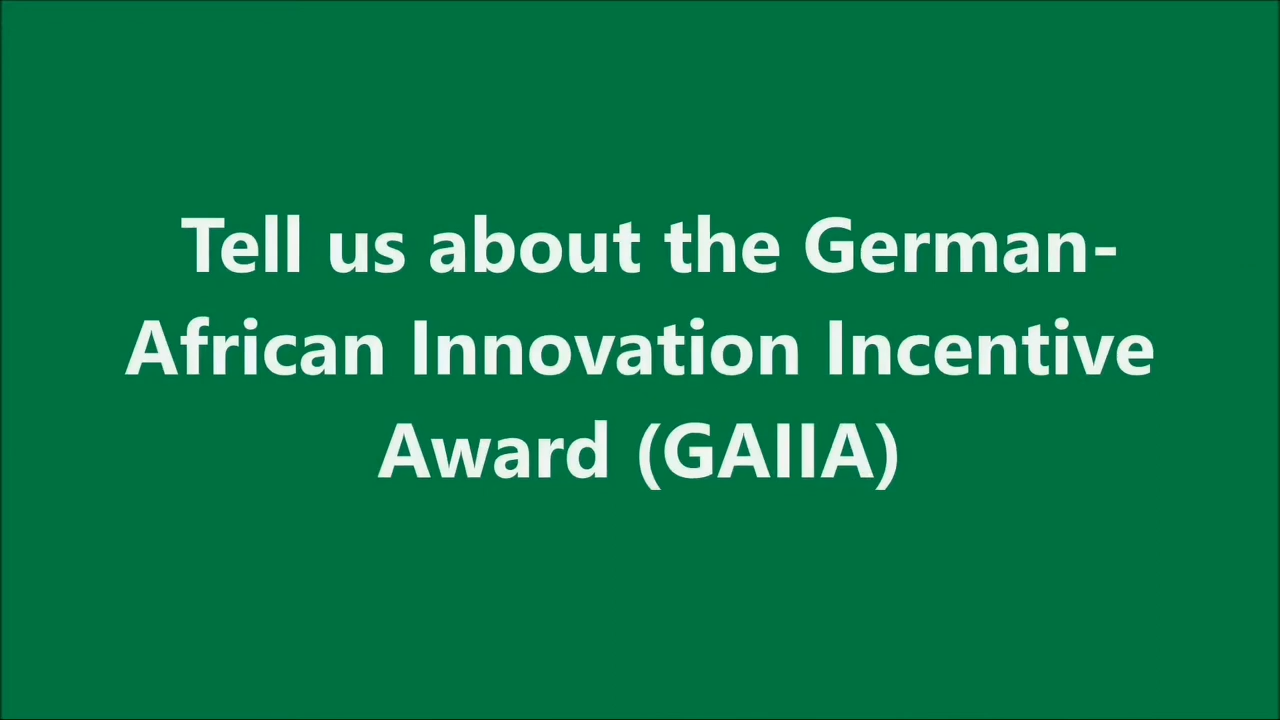 Tell us about the German-
African Innovation Incentive
Award (GAIIA)